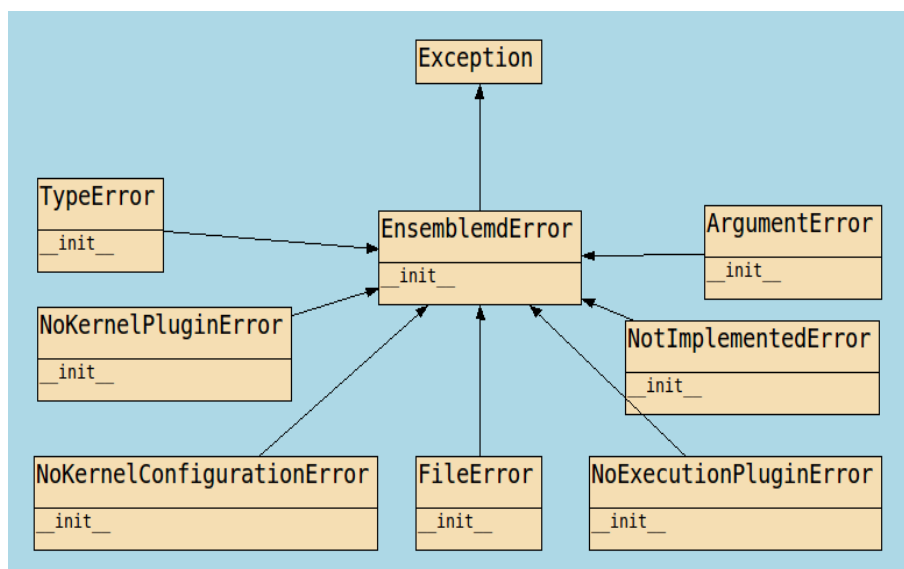 Exception
TypeError
__init__
EnsemblemdError
__init__
ArgumentError
__init__
NoKernelPluginError
__init__
NotImplementedError
__init__
NoKernelConfigurationError
__init__
FileError
__init__
NoExecutionPluginError
__init__